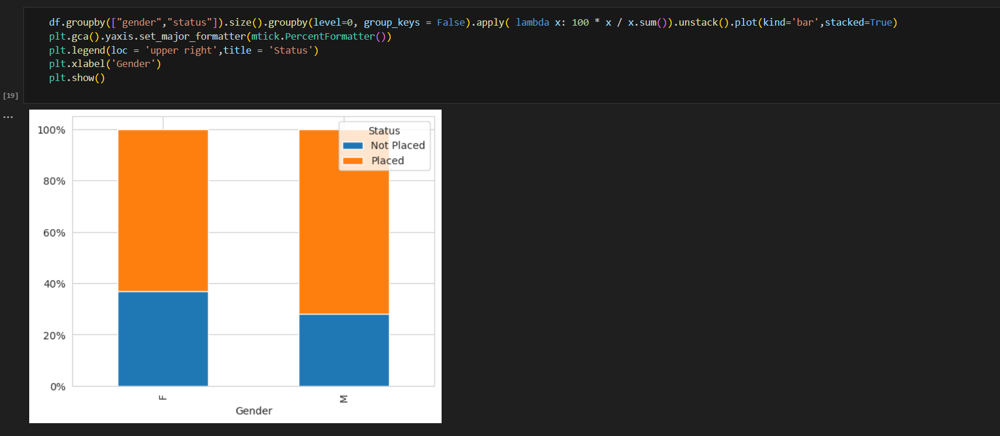 df.groupby(["gender","status"]).size().groupby(level=0, group_keys = False).apply( lambda x: 100 * x / x.sum()).unstack().plot(kind='bar',stacked=True)
plt.gca().yaxis.set_major_formatter(mtick.PercentFormatter())
plt.legend(loc = 'upper right',title = 'Status')
plt.xlabel('Gender')
plt.show()
[19]
...
100%
80%
60%
40%
20%
0%
Status
Not Placed
Placed
F
M
Gender